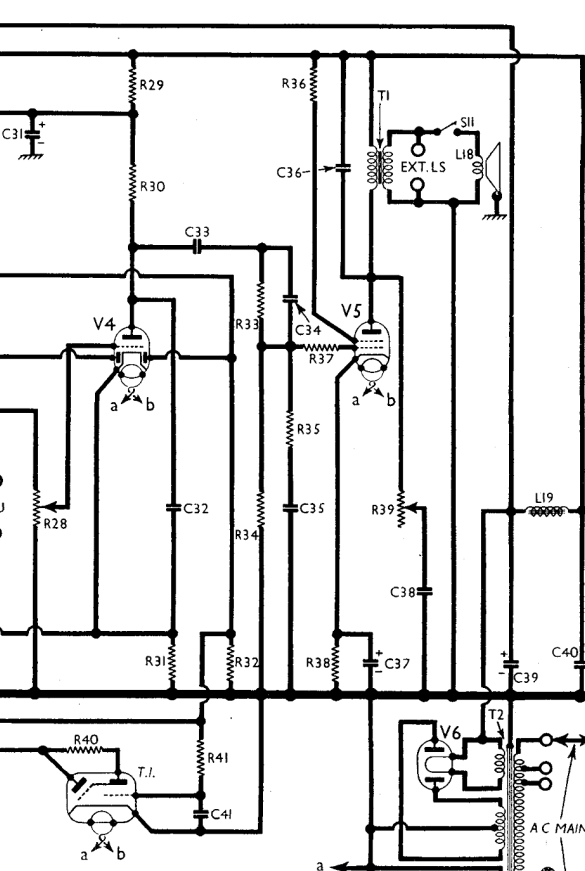 R29
R36
T1
C31
+
−
S11
L18
EXT. LS
R30
C36
C33
R33
C34
V4
V5
R37
a b
a b
R35
R28
C32
R34
C35
R39
L19
C38
R31
R32
R38
+
−
C37
+
−
C39
C40
R40
R41
T.I.
V6
T2
C41
a b
A C MAIN
a